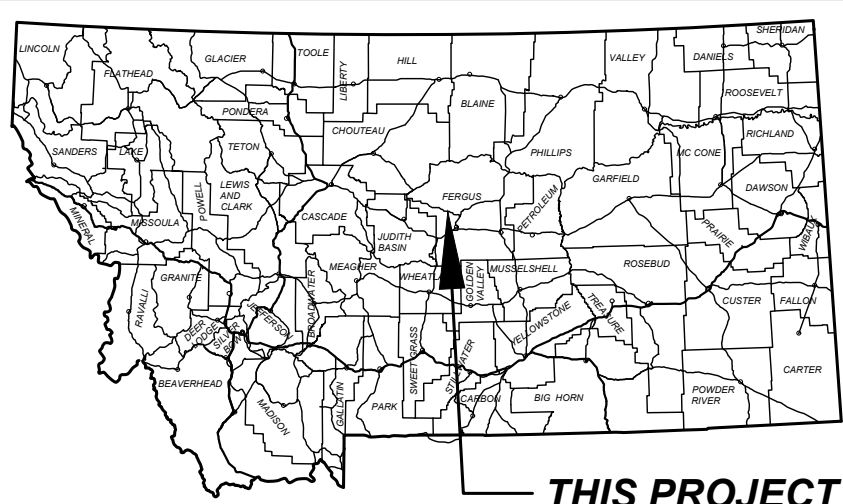 LINCOLN
FLATHEAD
GLACIER
TOOLE
LIBERTY
HILL
BLAINE
VALLEY
DANIELS
SHERIDAN
ROOSEVELT
PONDERA
CHOUTEAU
PHILLIPS
RICHLAND
SANDERS
LAKE
TETON
MC CONE
GARFIELD
DAWSON
LEWIS
AND
CLARK
POWELL
CASCADE
FERGUS
PETROLEUM
MINERAL
MISSOULA
JUDITH
BASIN
PRAIRIE
WIBAUX
MEAGHER
WHEATLA
GOLDEN
VALLEY
MUSSELSHELL
ROSEBUD
GRANITE
RAVALLI
BROADWATER
JEFFERSON
DEER
LODGE
SILVER
BOW
YELLOWSTONE
TREASURE
CUSTER
FALLON
BEAVERHEAD
MADISON
GALLATIN
PARK
SWEET GRASS
STILLWATER
CARBON
BIG HORN
POWDER
RIVER
CARTER
THIS PROJECT